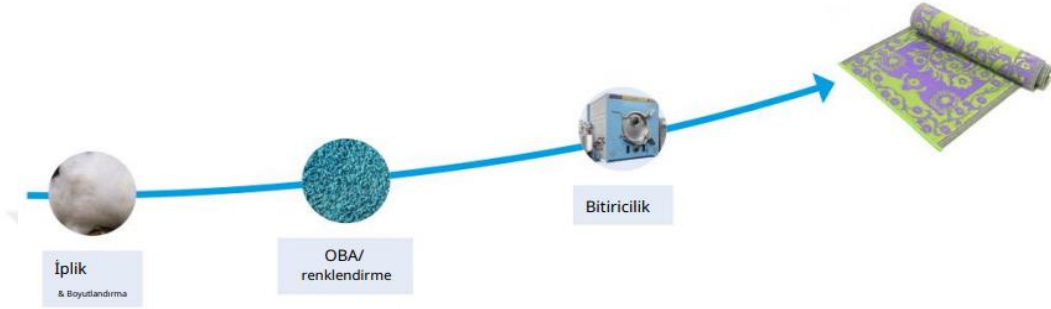 İplik
& Boyutlandırma
OBA/
renklendirme
Bitiricilik